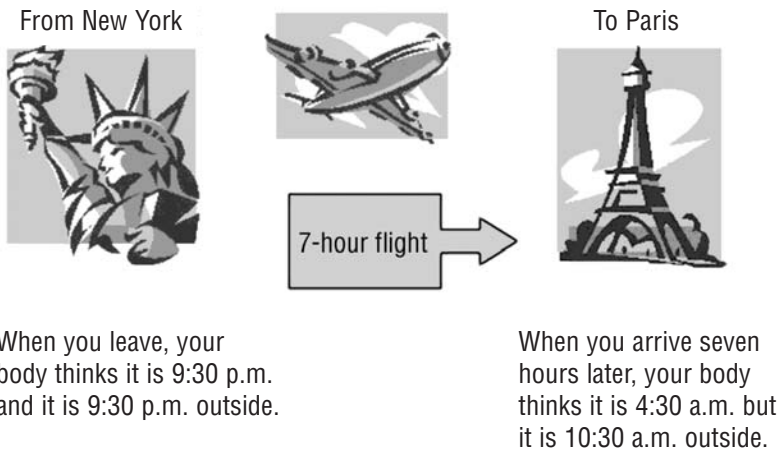 From New York
To Paris
7-hour flight
When you leave, your
body thinks it is 9:30 p.m.
and it is 9:30 p.m. outside.
When you arrive seven
hours later, your body
thinks it is 4:30 a.m. but
it is 10:30 a.m. outside.